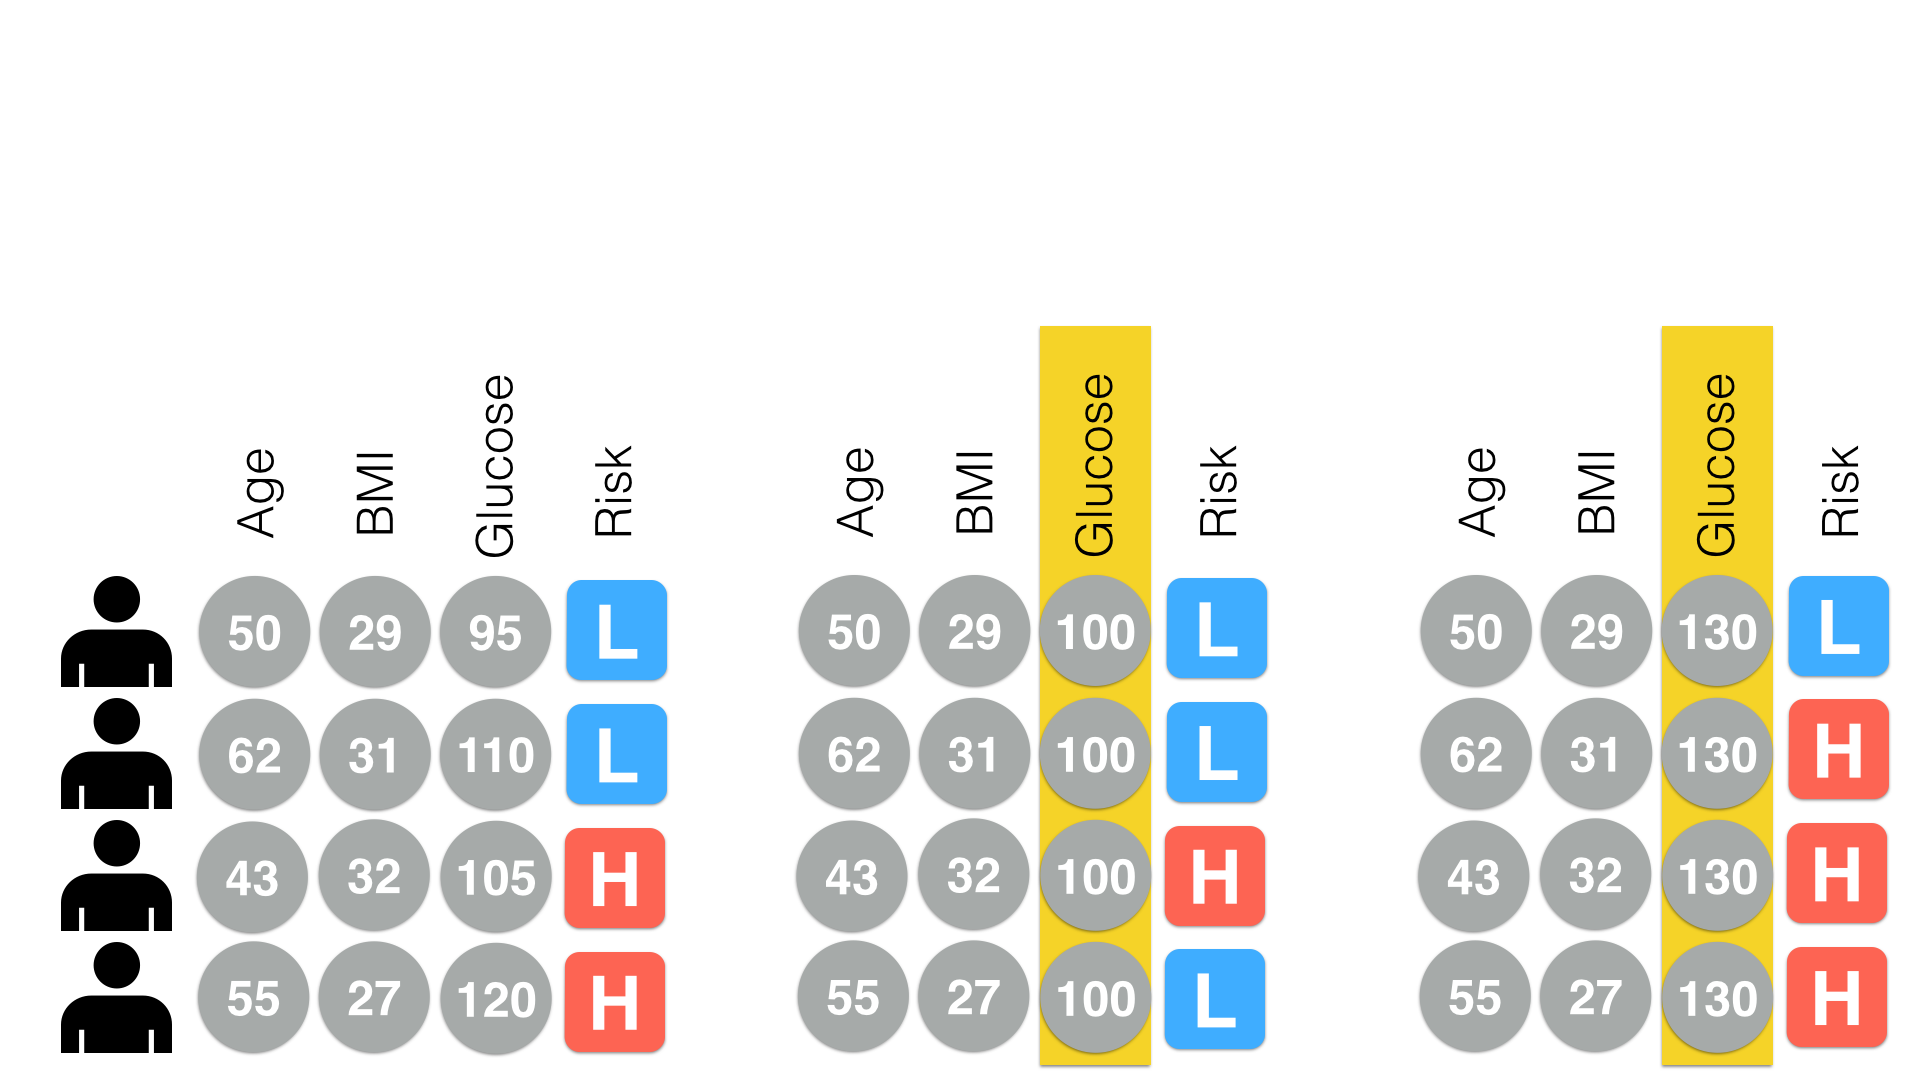 Age BMI Glucose Risk Age BMI Glucose Risk Age BMI Glucose Risk
50 29 95 L 50 29 100 L 50 29 130 L
62 31 110 L 62 31 100 L 62 31 130 H
43 32 105 H 43 32 100 H 43 32 130 H
55 27 120 H 55 27 100 L 55 27 130 H